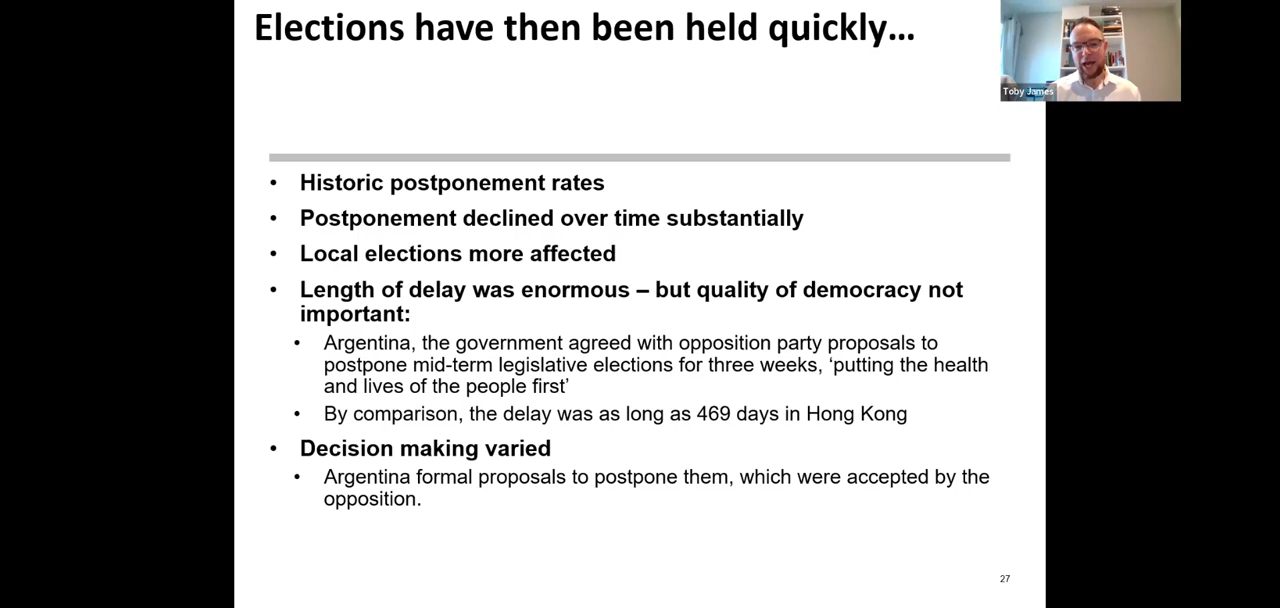 Elections have then been held quickly...
Toby James
• Historic postponement rates
• Postponement declined over time substantially
• Local elections more affected
• Length of delay was enormous – but quality of democracy not
important:
• Argentina, the government agreed with opposition party proposals to
postpone mid-term legislative elections for three weeks, ‘putting the health
and lives of the people first’
• By comparison, the delay was as long as 469 days in Hong Kong
• Decision making varied
• Argentina formal proposals to postpone them, which were accepted by the
opposition.
27